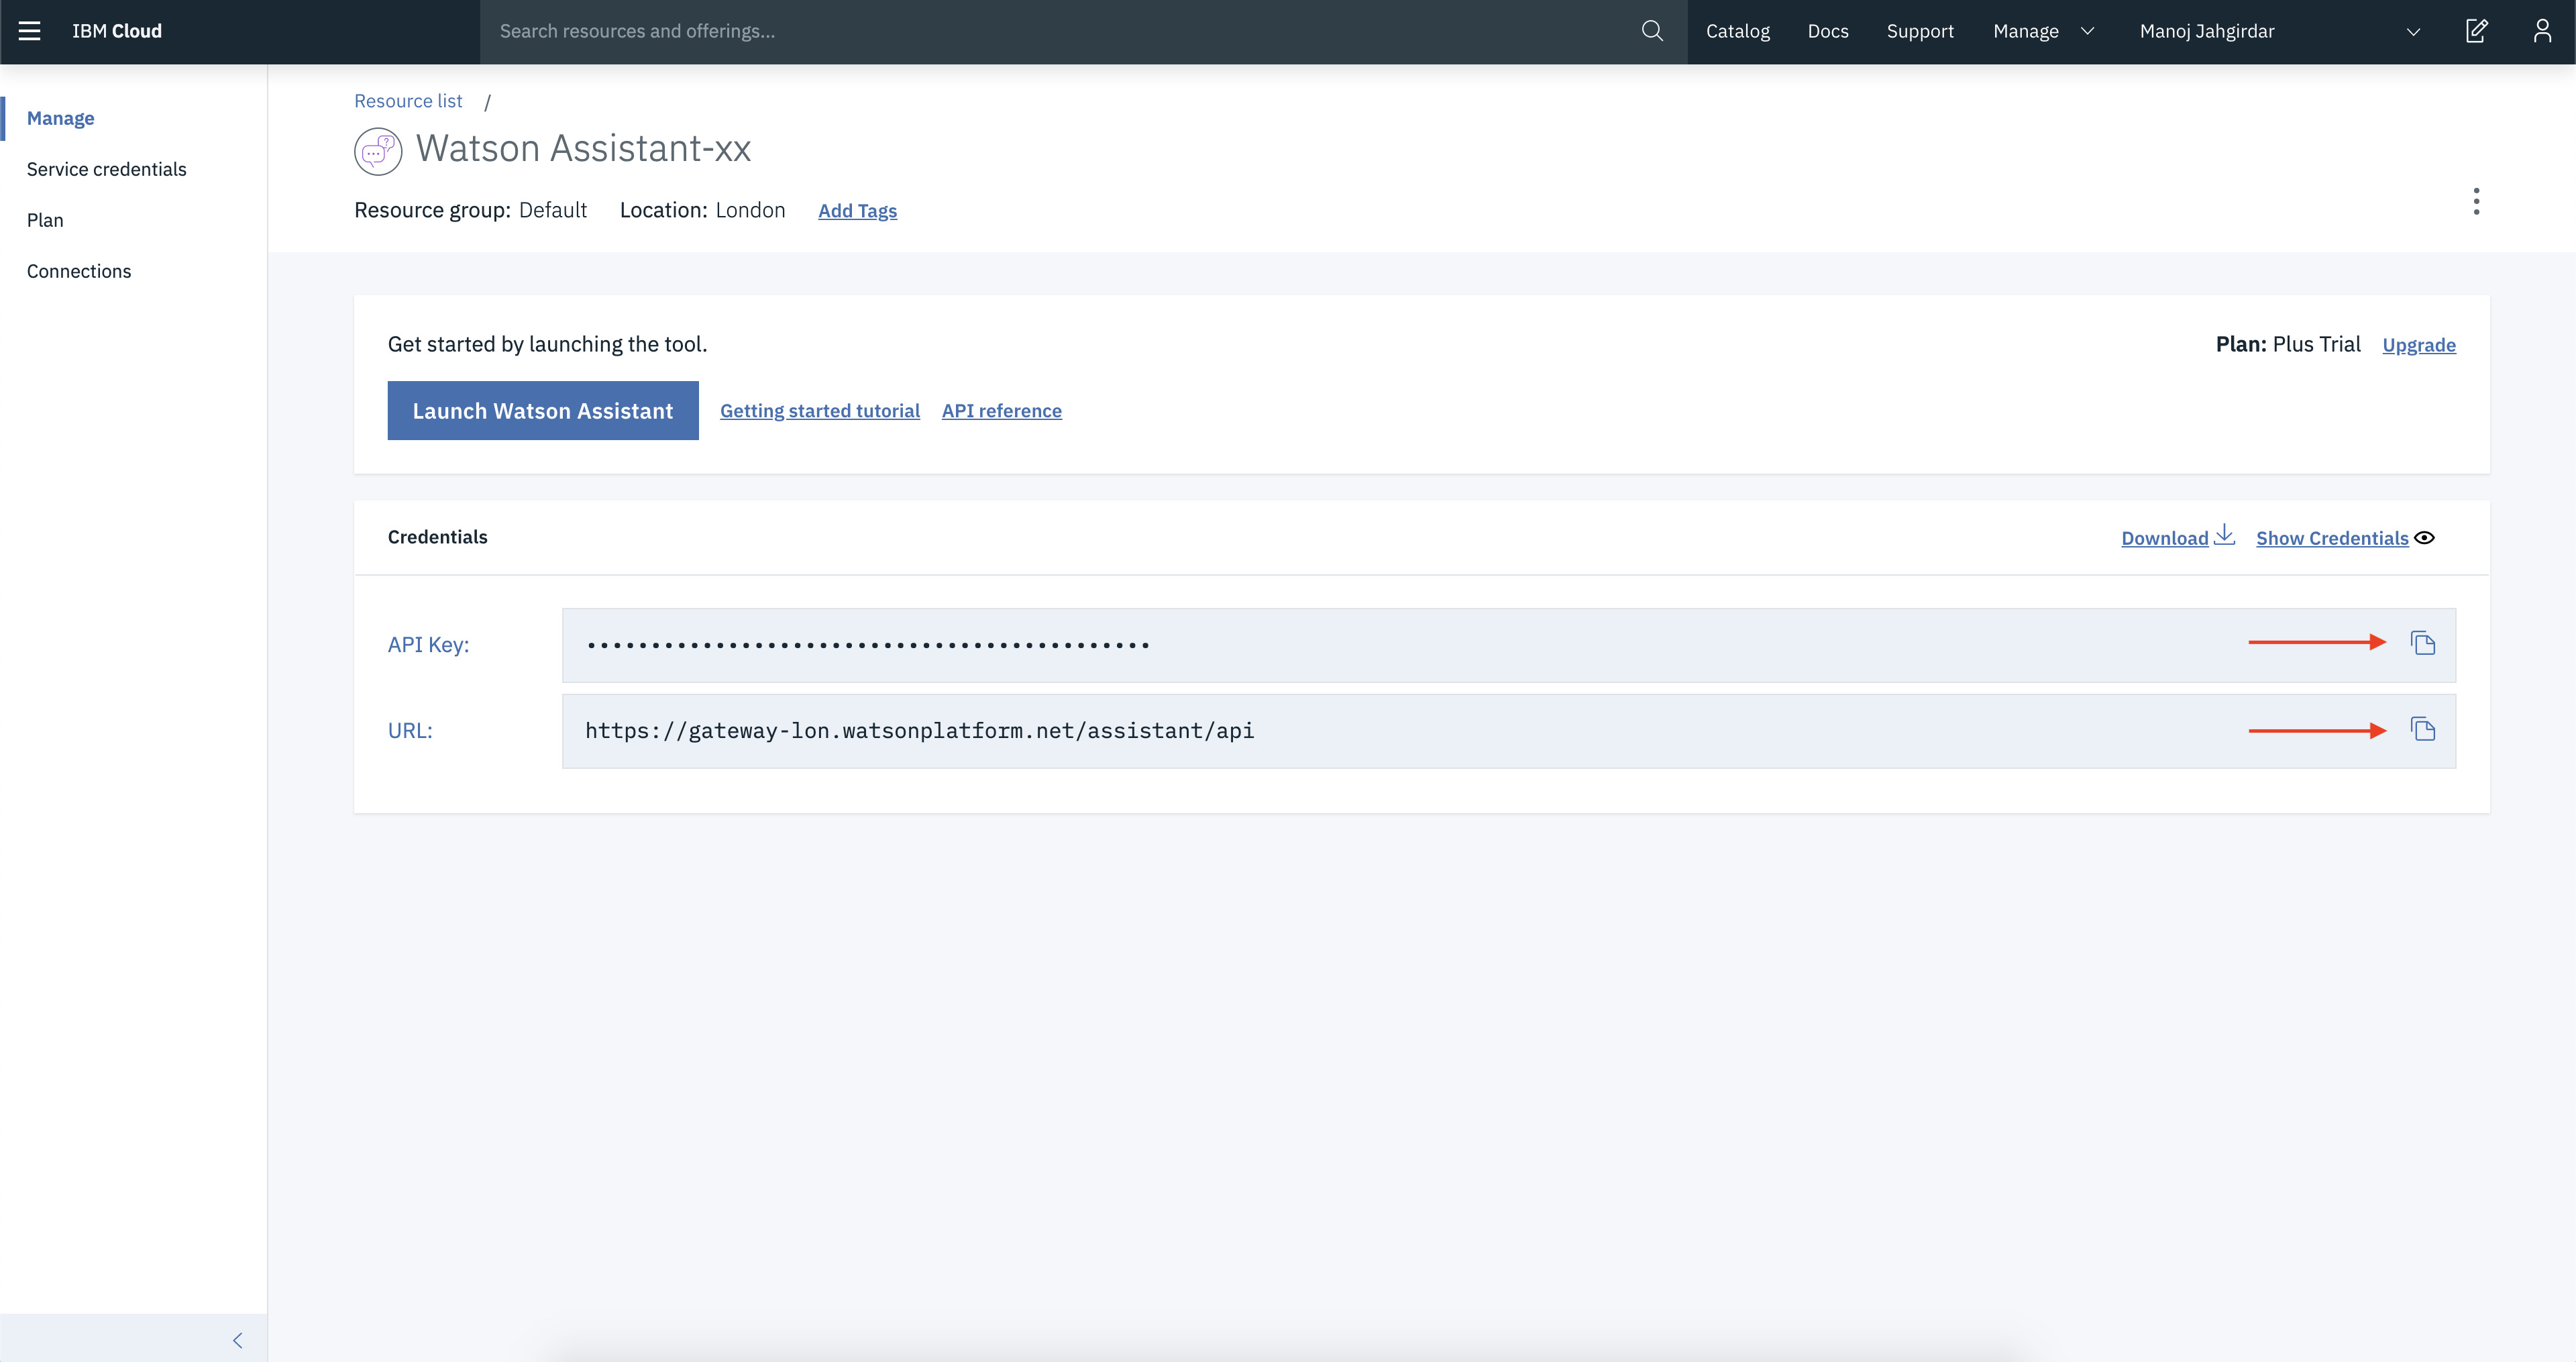 IBM Cloud
Search resources and offerings...
Catalog
Docs
Support
Manage
Manoj Jahgirdar
Manage
Service credentials
Plan
Connections
Resource list /
Watson Assistant-xx
Resource group: Default Location: London Add Tags
Get started by launching the tool.
Plan: Plus Trial Upgrade
Launch Watson Assistant
Getting started tutorial
API reference
Credentials
Download
Show Credentials
API Key: ••••••••••••••••••••••••••••••••••••••••••••
URL: https://gateway-lon.watsonplatform.net/assistant/api